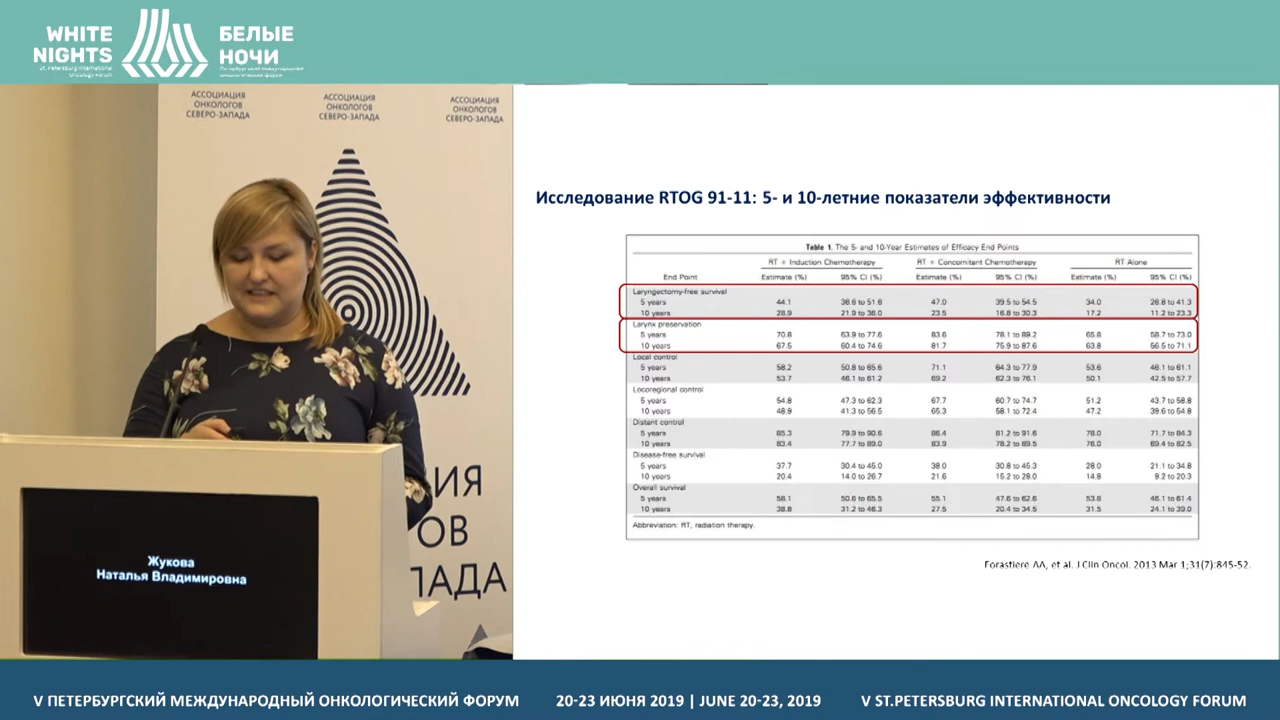 WHITE
NIGHTS
St. Petersburg International
Oncology Forum
БЕЛЫЕ
НОЧИ
Петербургский международный
онкологический форум
АССОЦИАЦИЯ
ОНКОЛОГОВ
СЕВЕРО-ЗАПАДА
АССОЦИАЦИЯ
ОНКОЛОГОВ
СЕВЕРО-ЗАПАДА
АССОЦИАЦИЯ
ОНКОЛОГОВ
СЕВЕРО-ЗАПАДА
ИЯ
ОВ
ПАДА
Жукова
Наталья Владимировна
Исследование RTOG 91-11: 5- и 10-летние показатели эффективности
Table 1. The 5- and 10-Year Estimates of Efficacy End Points
RT + Induction Chemotherapy RT + Concomitant Chemotherapy RT Alone
End Point Estimate (%) 95% CI (%) Estimate (%) 95% CI (%) Estimate (%) 95% CI (%)
Laryngectomy-free survival
5 years 44.1 38.6 to 51.6 47.0 39.5 to 54.5 34.0 26.8 to 41.3
10 years 28.9 21.9 to 36.0 23.5 16.8 to 30.3 17.2 11.2 to 23.3
Larynx preservation
5 years 70.8 63.9 to 77.6 83.6 78.1 to 89.2 65.8 58.7 to 73.0
10 years 67.5 60.4 to 74.6 81.7 75.9 to 87.6 63.8 56.5 to 71.1
Local control
5 years 58.2 50.8 to 65.6 71.1 64.3 to 77.9 53.6 46.1 to 61.1
10 years 53.7 46.1 to 61.2 69.2 62.3 to 76.1 50.1 42.5 to 57.7
Locoregional control
5 years 54.8 47.3 to 62.3 67.7 60.7 to 74.7 51.2 43.7 to 58.8
10 years 48.9 41.3 to 56.5 65.3 58.1 to 72.4 47.2 39.6 to 54.8
Distant control
5 years 85.3 79.9 to 90.6 86.4 81.2 to 91.6 78.0 71.7 to 84.3
10 years 83.4 77.7 to 89.0 83.9 78.2 to 89.5 76.0 69.4 to 82.5
Disease-free survival
5 years 37.7 30.4 to 45.0 38.0 30.8 to 45.3 28.0 21.1 to 34.8
10 years 20.4 14.0 to 26.7 21.6 15.2 to 28.0 14.8 9.2 to 20.3
Overall survival
5 years 58.1 50.6 to 65.5 55.1 47.6 to 62.6 53.8 46.1 to 61.4
10 years 38.8 31.2 to 46.3 27.5 20.4 to 34.5 31.5 24.1 to 39.0
Abbreviation: RT, radiation therapy.
Forastiere AA, et al. J Clin Oncol. 2013 Mar 1;31(7):845-52.
V ПЕТЕРБУРГСКИЙ МЕЖДУНАРОДНЫЙ ОНКОЛОГИЧЕСКИЙ ФОРУМ 20-23 ИЮНЯ 2019 | JUNE 20-23, 2019 V ST.PETERSBURG INTERNATIONAL ONCOLOGY FORUM